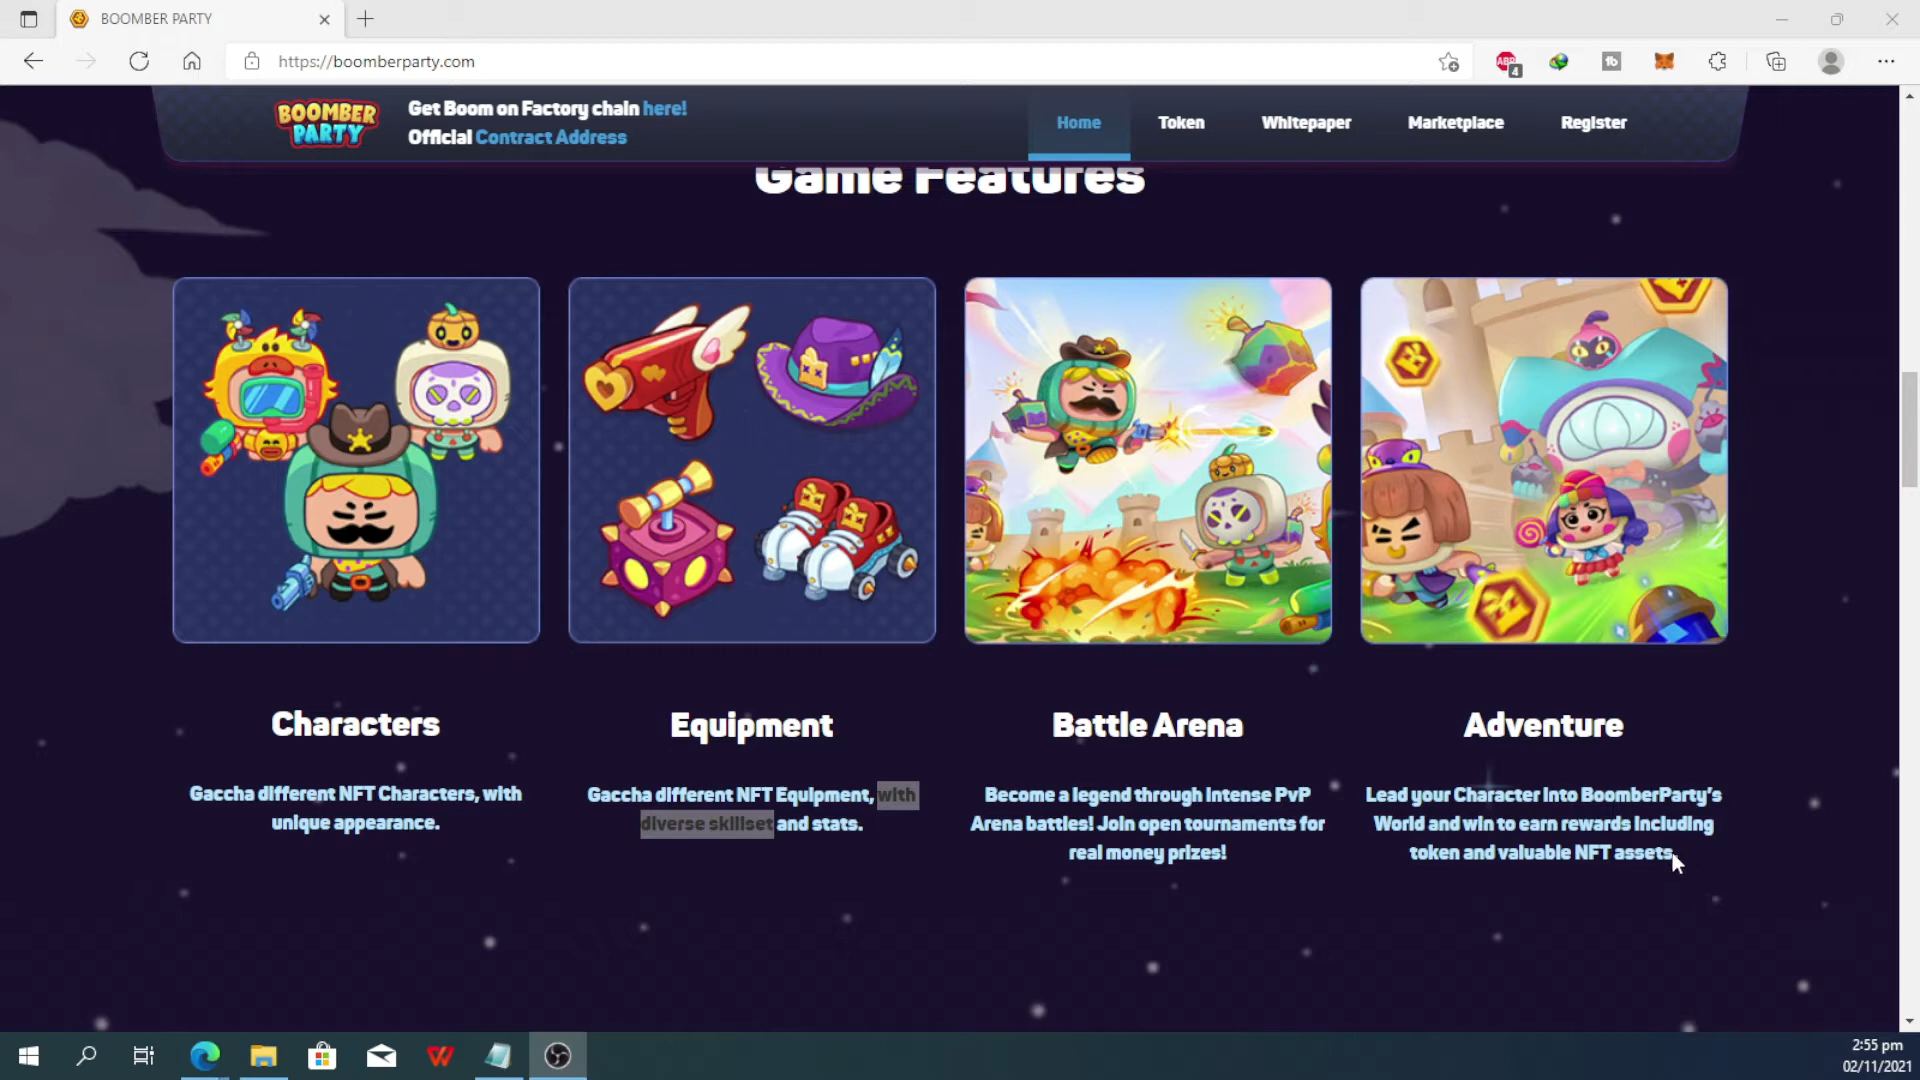 BOOMBER PARTY
https://boomberparty.com
ABP
4
tb
BOOMBER
PARTY
Get Boom on Factory chain here!
Official Contract Address
Home
Token
Whitepaper
Marketplace
Register
Game Features
Characters
Equipment
Battle Arena
Adventure
Gaccha different NFT Characters, with
unique appearance.
Gaccha different NFT Equipment, with
diverse skillset and stats.
Become a legend through intense PvP
Arena battles! Join open tournaments for
real money prizes!
Lead your Character into BoomberParty's
World and win to earn rewards including
token and valuable NFT assets.
2:55 pm
02/11/2021